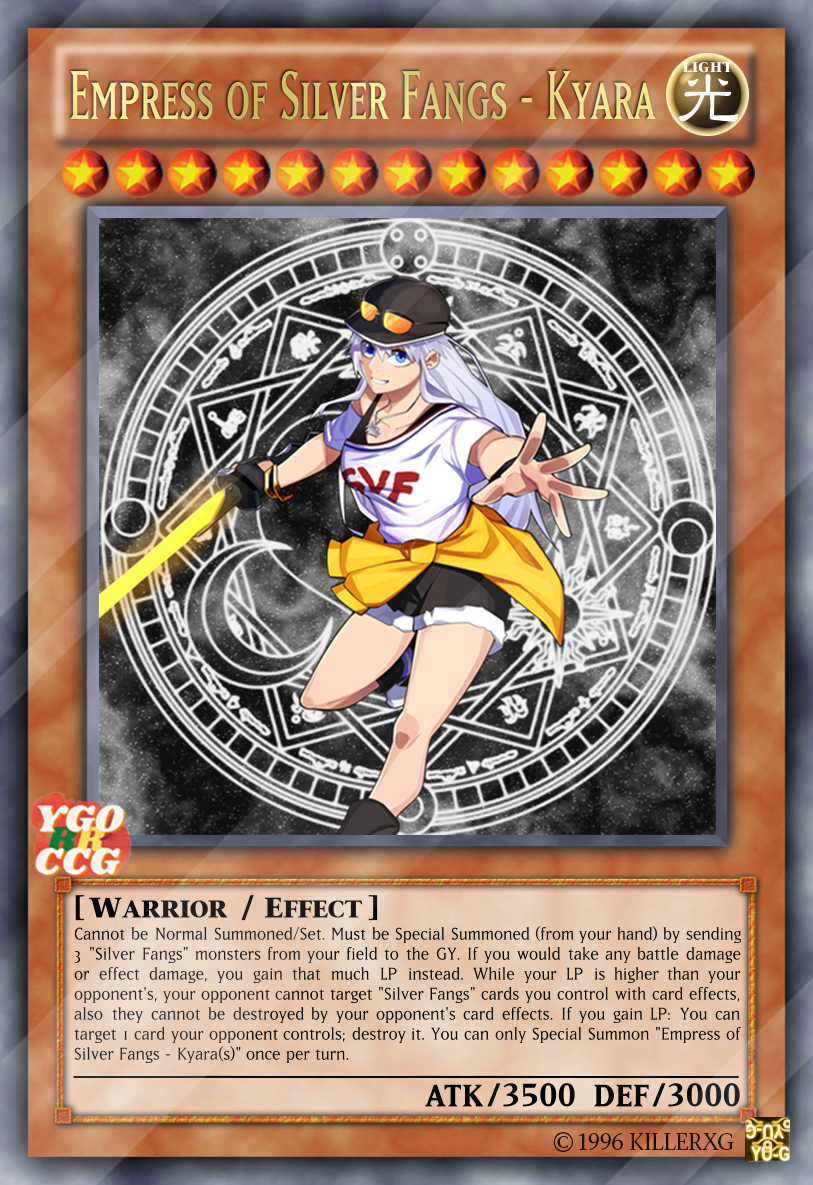 Empress of Silver Fangs - Kyara
LIGHT
光
SVF
YGO
RR
CCG
[ Warrior / Effect ]
Cannot be Normal Summoned/Set. Must be Special Summoned (from your hand) by sending
3 "Silver Fangs" monsters from your field to the GY. If you would take any battle damage
or effect damage, you gain that much LP instead. While your LP is higher than your
opponent's, your opponent cannot target "Silver Fangs" cards you control with card effects,
also they cannot be destroyed by your opponent's card effects. If you gain LP: You can
target 1 card your opponent controls; destroy it. You can only Special Summon "Empress of
Silver Fangs - Kyara(s)" once per turn.
ATK/3500 DEF/3000
© 1996 KILLERXG